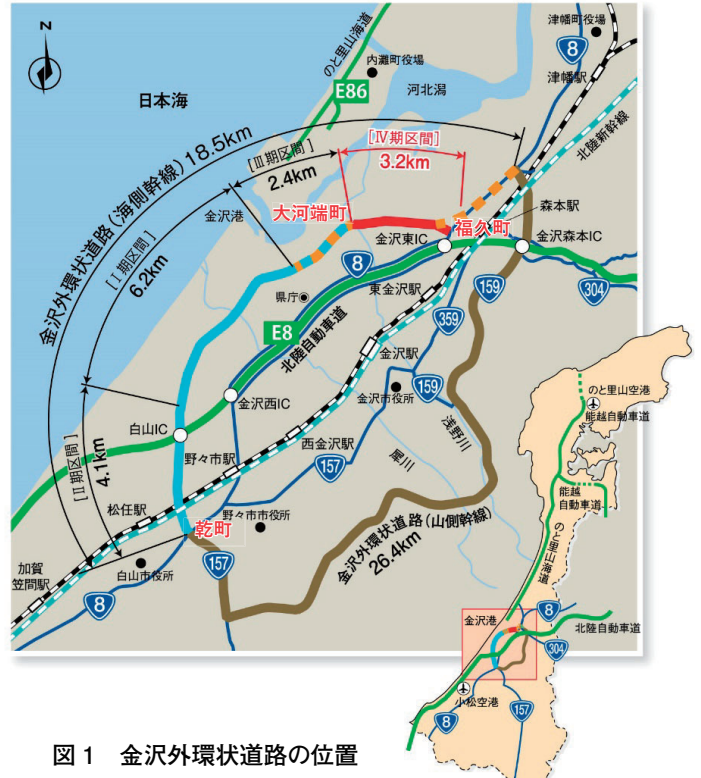 N
日本海
のと里山海道
E86
内灘町役場
河北潟
津幡町役場
8
津幡駅
北陸新幹線
金沢外環状道路(海側幹線)18.5km
[Ⅰ期区間]
6.2km
[Ⅱ期区間]
4.1km
[Ⅲ期区間]
2.4km
[Ⅳ期区間]
3.2km
金沢港
大河端町
福久町
森本駅
金沢東IC
金沢森本IC
8
県庁
東金沢駅
159
304
E8
北陸自動車道
359
金沢駅
159
金沢市役所
浅野川
金沢西IC
白山IC
西金沢駅
犀川
野々市駅
157
松任駅
野々市市役所
乾町
加賀
笠間駅
白山市役所
157
8
金沢外環状道路(山側幹線)
26.4km
のと里山空港
能越自動車道
能越
自動車道
のと里山海道
金沢港
8
北陸自動車道
304
小松空港
8
157
図1 金沢外環状道路の位置